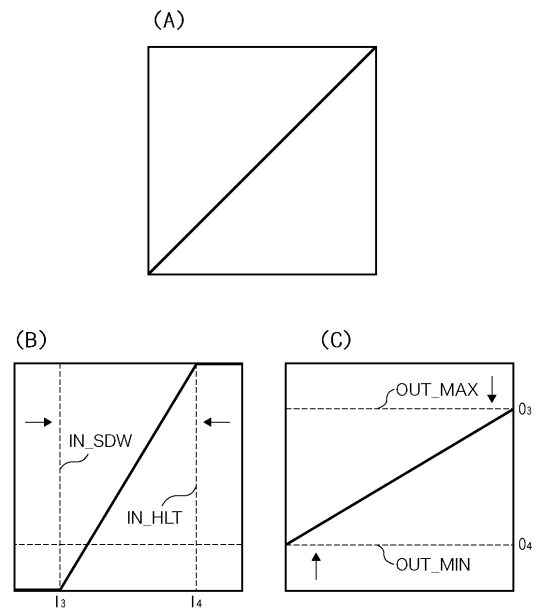 (A)
(B)
(C)
OUT_MAX
O3
IN_SDW
IN_HLT
O4
OUT_MIN
I3
I4